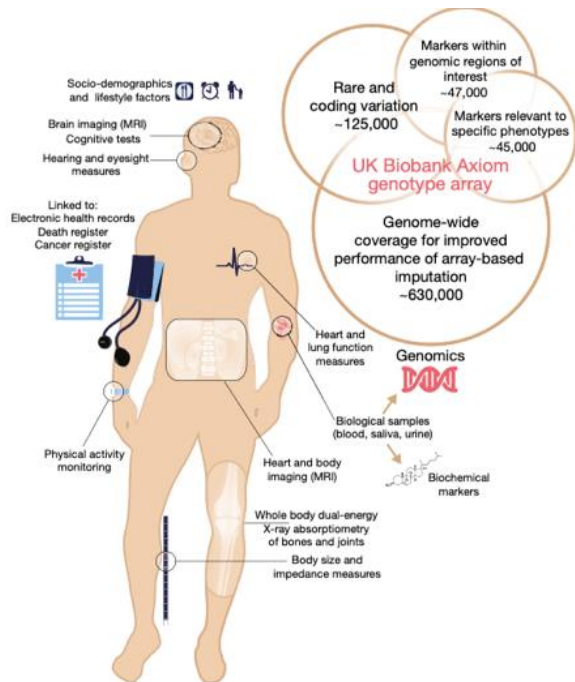 Socio-demographics
and lifestyle factors
Brain imaging (MRI)
Cognitive tests
Hearing and eyesight
measures
Linked to:
Electronic health records
Death register
Cancer register
Physical activity
monitoring
Heart and
lung function
measures
Biological samples
(blood, saliva, urine)
Heart and body
imaging (MRI)
Whole body dual-energy
X-ray absorptiometry
of bones and joints
Body size and
impedance measures
Rare and
coding variation
~125,000
Markers within
genomic regions of
interest
~47,000
Markers relevant to
specific phenotypes
~45,000
UK Biobank Axiom
genotype array
Genome-wide
coverage for improved
performance of array-based
imputation
~630,000
Genomics
Biochemical
markers